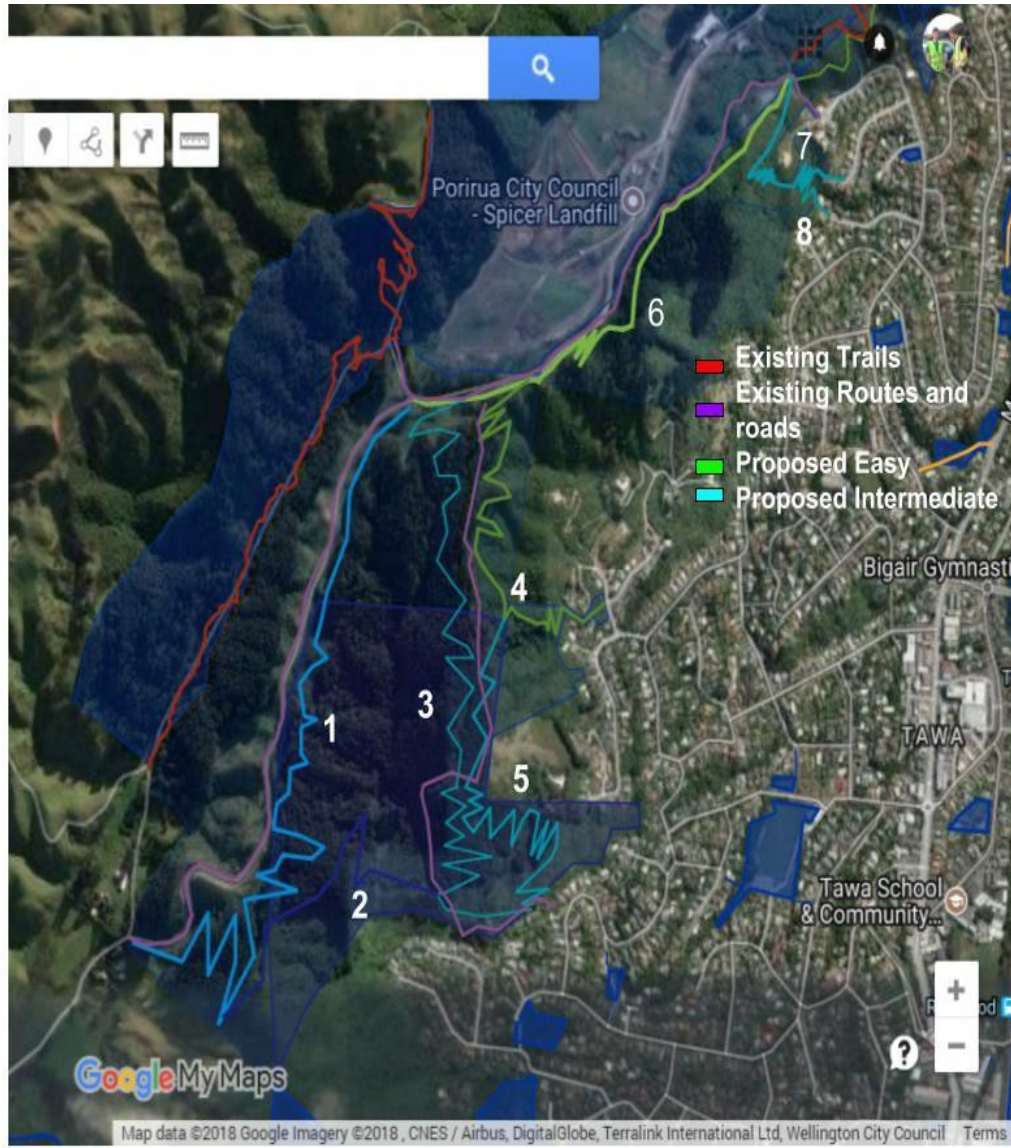 Porirua City Council
- Spicer Landfill
7
8
6
Existing Trails
Existing Routes and
roads
Proposed Easy
Proposed Intermediate
Bigair Gymnasti
4
3
1
TAWA
5
2
Tawa School
& Community...
+
−
?
Google My Maps
Map data ©2018 Google Imagery ©2018 , CNES / Airbus, DigitalGlobe, Terralink International Ltd, Wellington City Council Terms